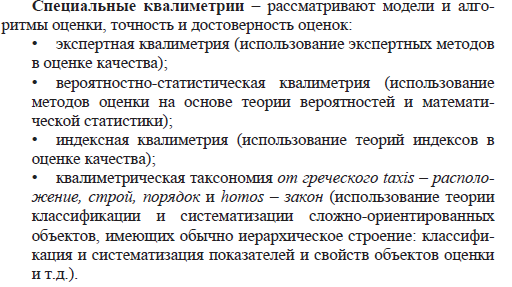 Специальные квалиметрии – рассматривают модели и алго-
ритмы оценки, точность и достоверность оценок:
• экспертная квалиметрия (использование экспертных методов
в оценке качества);
• вероятностно-статистическая квалиметрия (использование
методов оценки на основе теории вероятностей и математи-
ческой статистики);
• индексная квалиметрия (использование теорий индексов в
оценке качества);
• квалиметрическая таксономия от греческого taxis – располо-
жение, строй, порядок и homos – закон (использование теории
классификации и систематизации сложно-ориентированных
объектов, имеющих обычно иерархическое строение: классифи-
кация и систематизация показателей и свойств объектов оценки
и т.д.).